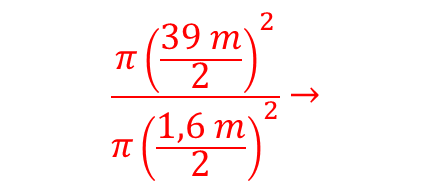 π (39 m / 2)²
π (1,6 m / 2)² →